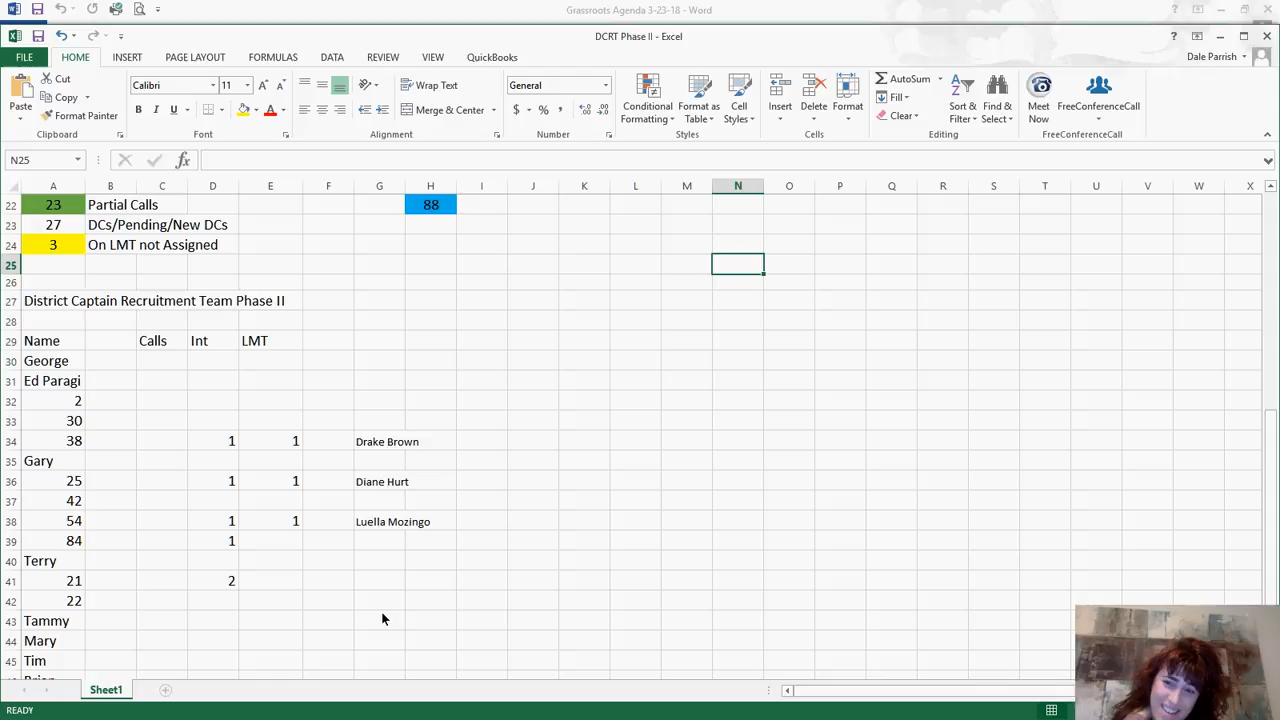 Grassroots Agenda 3-23-18 - Word
DCRT Phase II - Excel
FILE HOME INSERT PAGE LAYOUT FORMULAS DATA REVIEW VIEW QuickBooks Dale Parrish
Paste Cut Copy Format Painter Clipboard
Calibri 11 B I U A Font
Wrap Text Merge & Center Alignment
General $ % , Number
Conditional Formatting Format as Table Cell Styles Styles
Insert Delete Format Cells
AutoSum Fill Clear Sort & Filter Find & Select Editing
Meet Now FreeConferenceCall FreeConferenceCall
N25 fx
A B C D E F G H I J K L M N O P Q R S T U V W X
22 23 Partial Calls 88
23 27 DCs/Pending/New DCs
24 3 On LMT not Assigned
25
26
27 District Captain Recruitment Team Phase II
28
29 Name Calls Int LMT
30 George
31 Ed Paragi
32 2
33 30
34 38 1 1 Drake Brown
35 Gary
36 25 1 1 Diane Hurt
37 42
38 54 1 1 Luella Mozingo
39 84 1
40 Terry
41 21 2
42 22
43 Tammy
44 Mary
45 Tim
Sheet1
READY